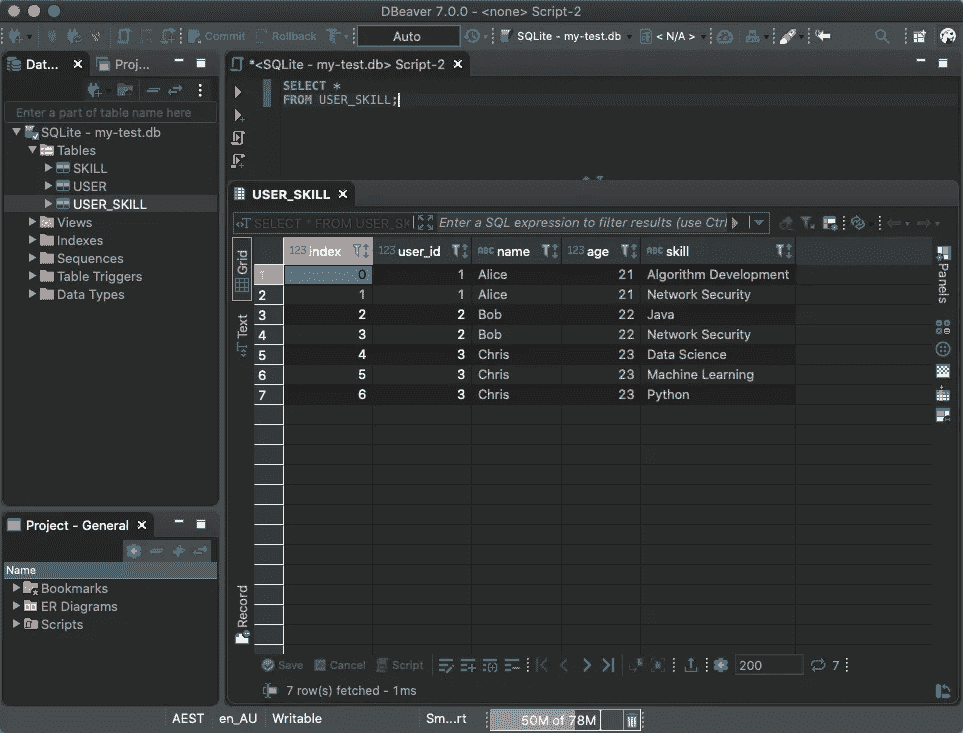 DBeaver 7.0.0 - <none> Script-2
Commit Rollback Auto SQLite - my-test.db < N/A >
Dat... Proj...
Enter a part of table name here
SQLite - my-test.db
Tables
SKILL
USER
USER_SKILL
Views
Indexes
Sequences
Table Triggers
Data Types
*<SQLite - my-test.db> Script-2
SELECT *
FROM USER_SKILL;
USER_SKILL
SELECT * FROM USER_SK Enter a SQL expression to filter results (use Ctrl
Grid
Text
Record
Panels
123 index 123 user_id ABC name 123 age ABC skill
1 0 1 Alice 21 Algorithm Development
2 1 1 Alice 21 Network Security
3 2 2 Bob 22 Java
4 3 2 Bob 22 Network Security
5 4 3 Chris 23 Data Science
6 5 3 Chris 23 Machine Learning
7 6 3 Chris 23 Python
Save Cancel Script 200 7
7 row(s) fetched - 1ms
Project - General
Name
Bookmarks
ER Diagrams
Scripts
AEST en_AU Writable Sm...rt 50M of 78M